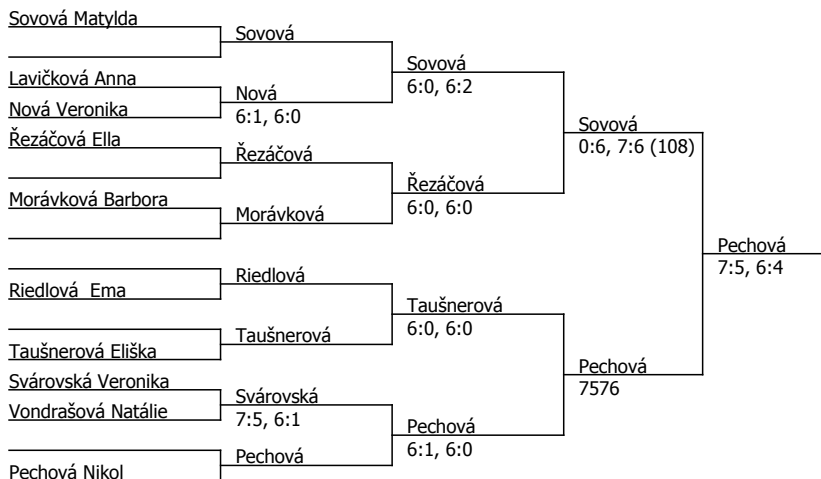 Sovová Matylda
Lavičková Anna
Nová Veronika
Řezáčová Ella
Morávková Barbora
Riedlová  Ema
Taušnerová Eliška
Svárovská Veronika
Vondrašová Natálie
Pechová Nikol
Sovová
Nová
6:1, 6:0
Řezáčová
Morávková
Riedlová
Taušnerová
Svárovská
7:5, 6:1
Pechová
Sovová
6:0, 6:2
Řezáčová
6:0, 6:0
Taušnerová
6:0, 6:0
Pechová
6:1, 6:0
Sovová
0:6, 7:6 (108)
Pechová
7576
Pechová
7:5, 6:4